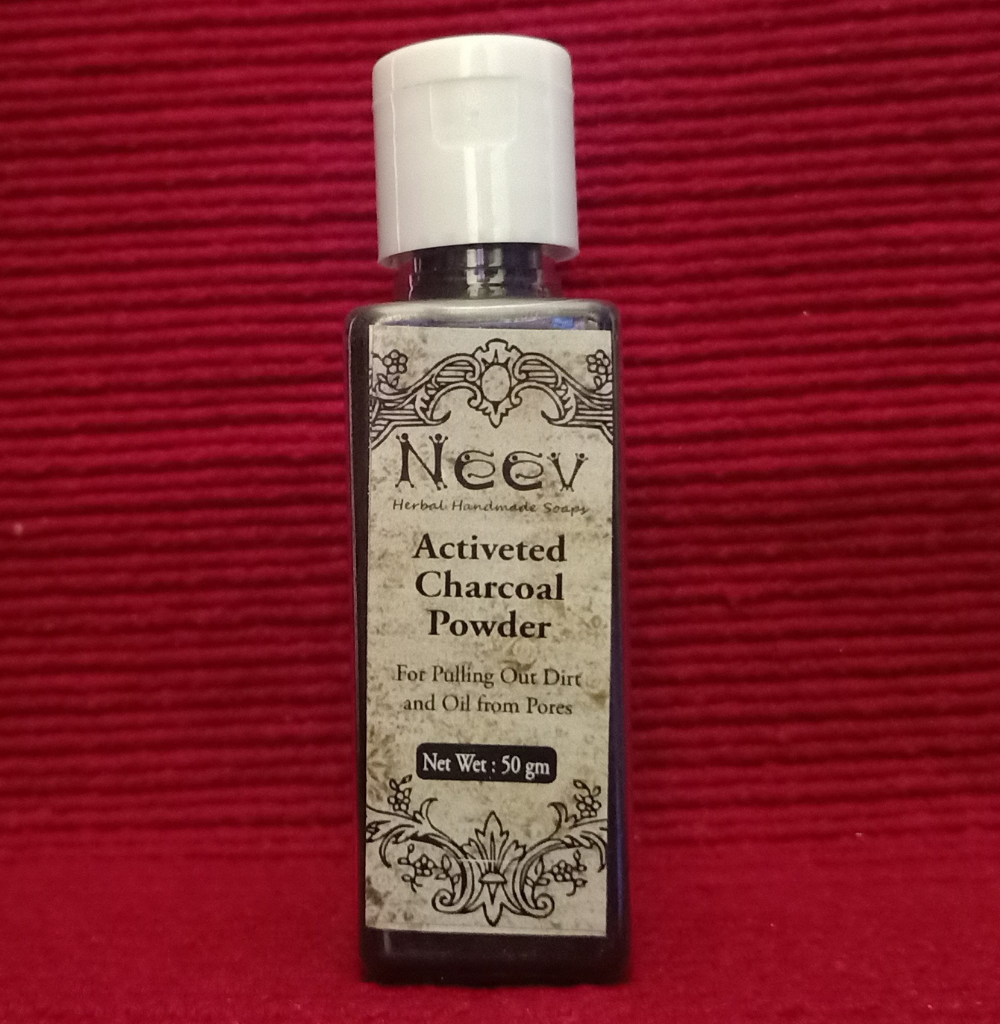 Neev
Herbal Handmade Soaps
Activeted
Charcoal
Powder
For Pulling Out Dirt
and Oil from Pores
Net Wet : 50 gm